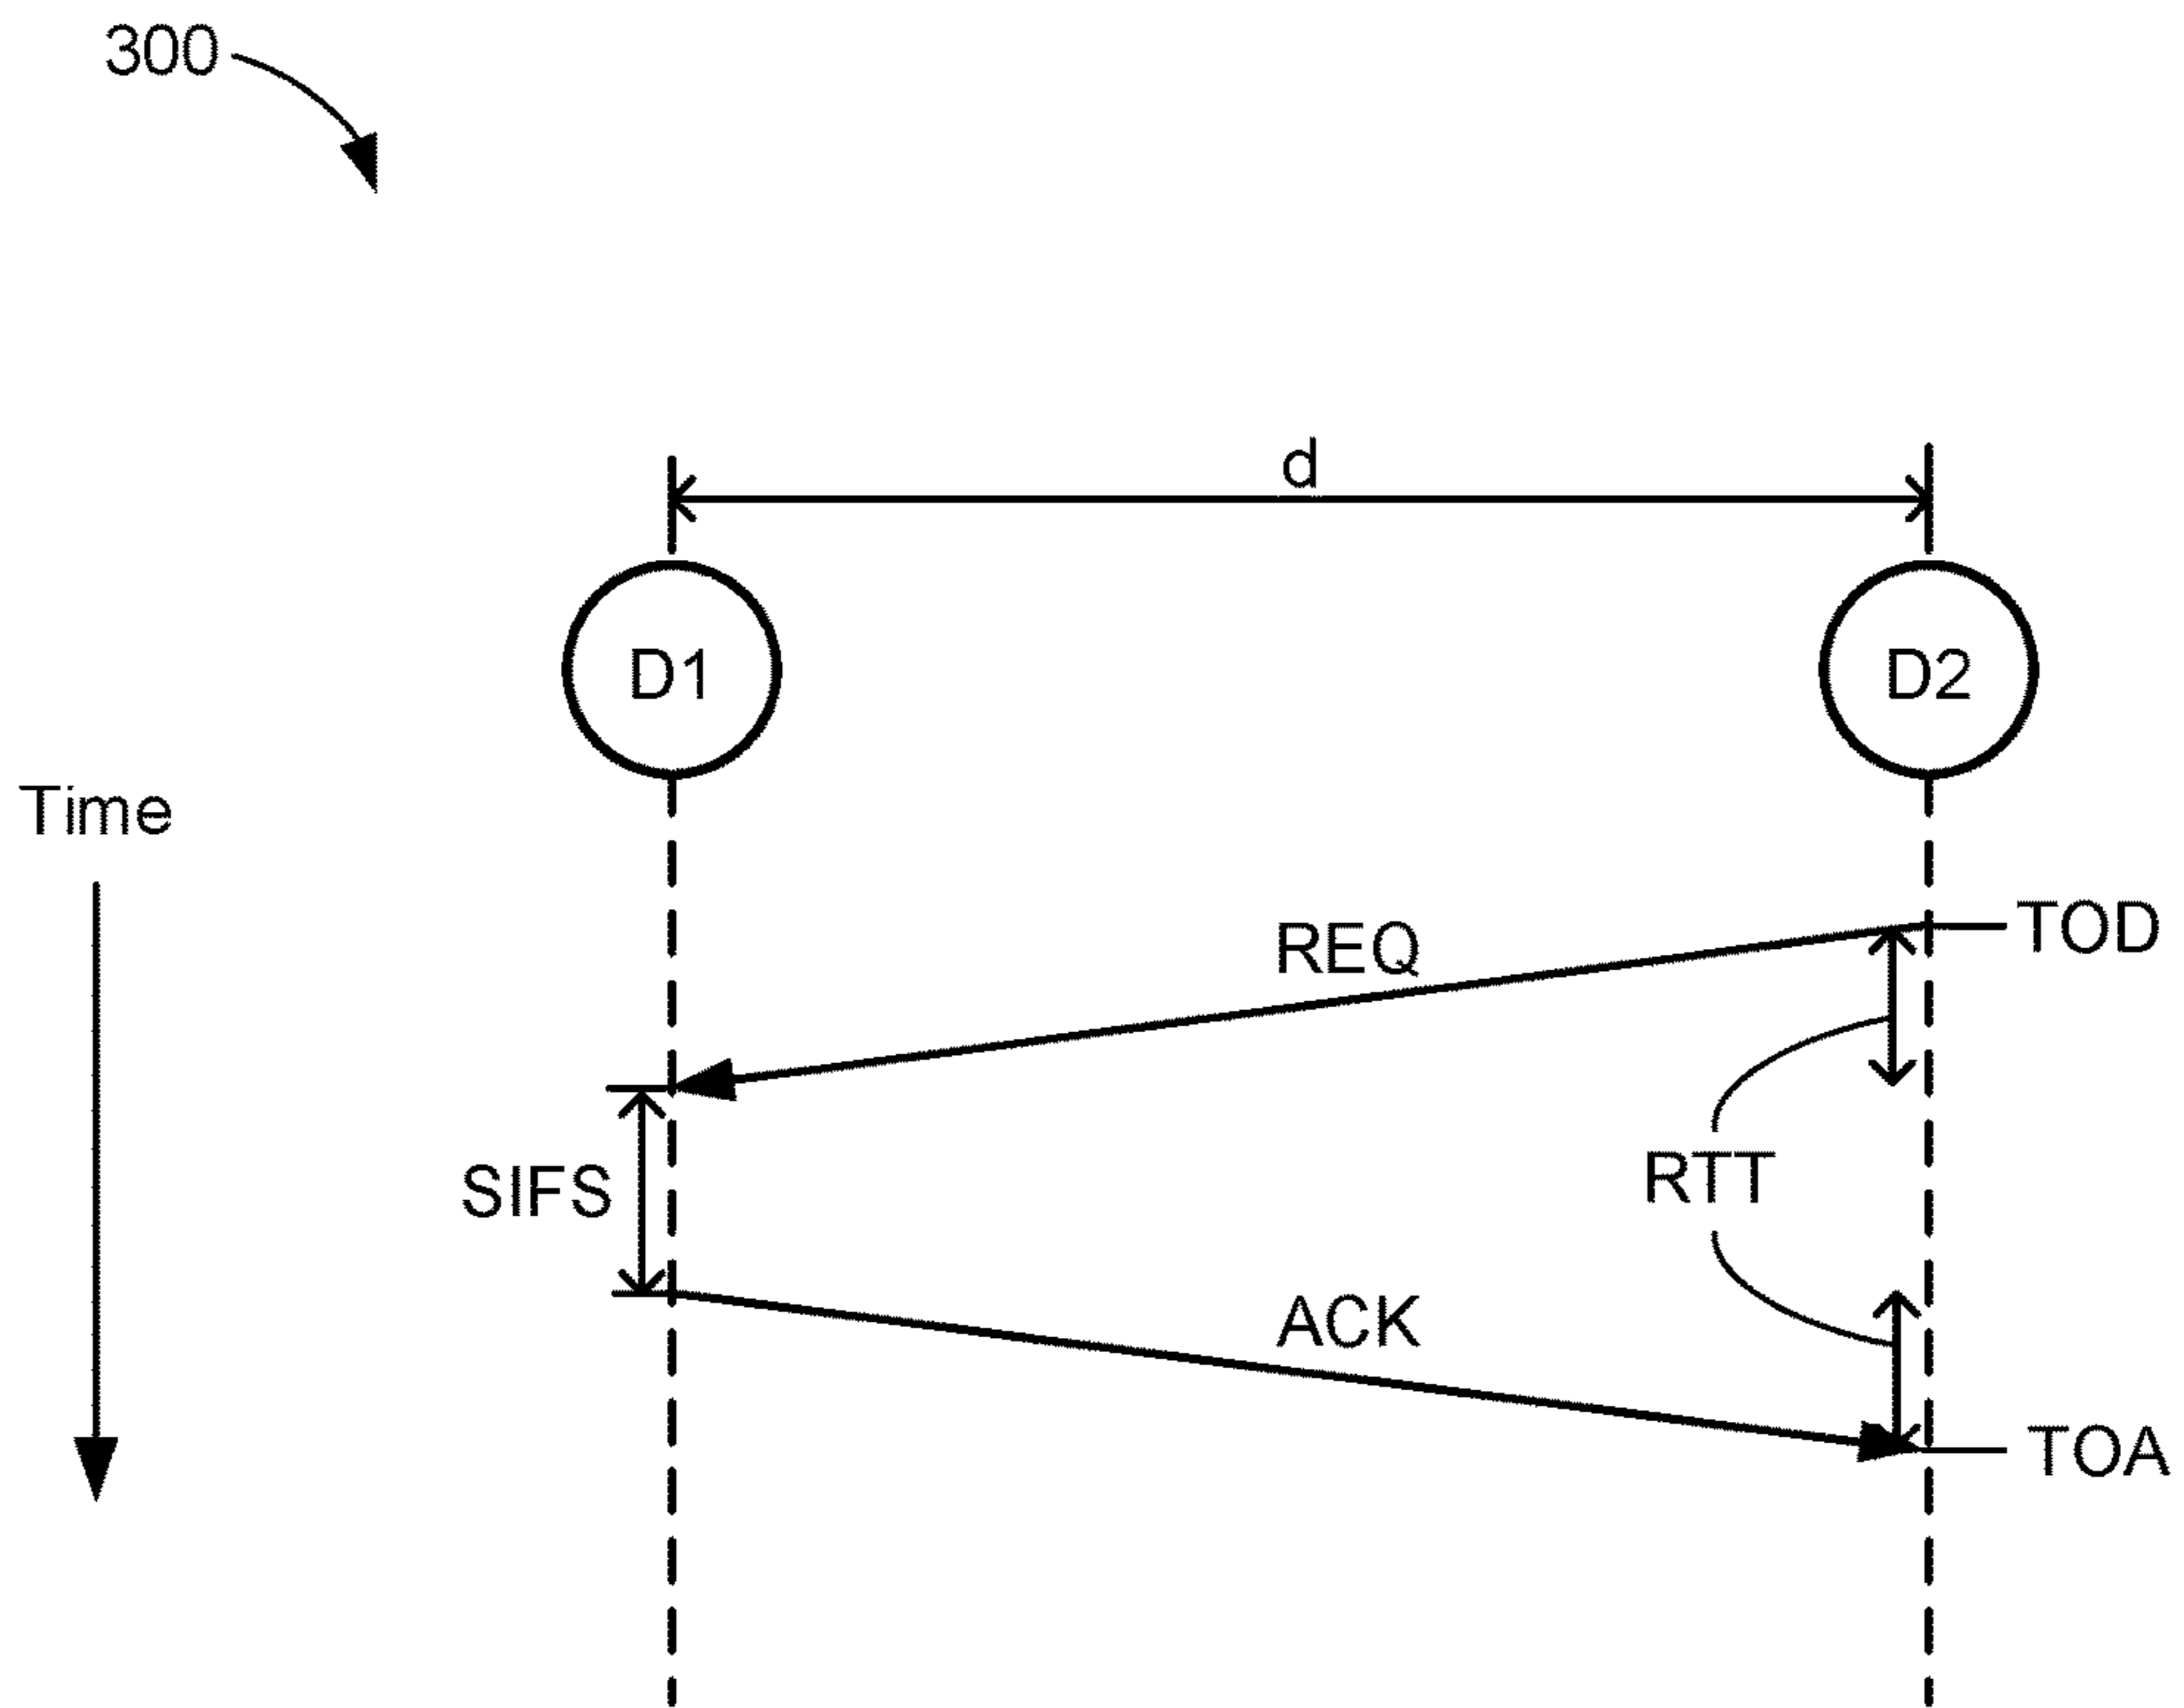 300
d
D1
D2
Time
TOD
REQ
SIFS
RTT
ACK
TOA